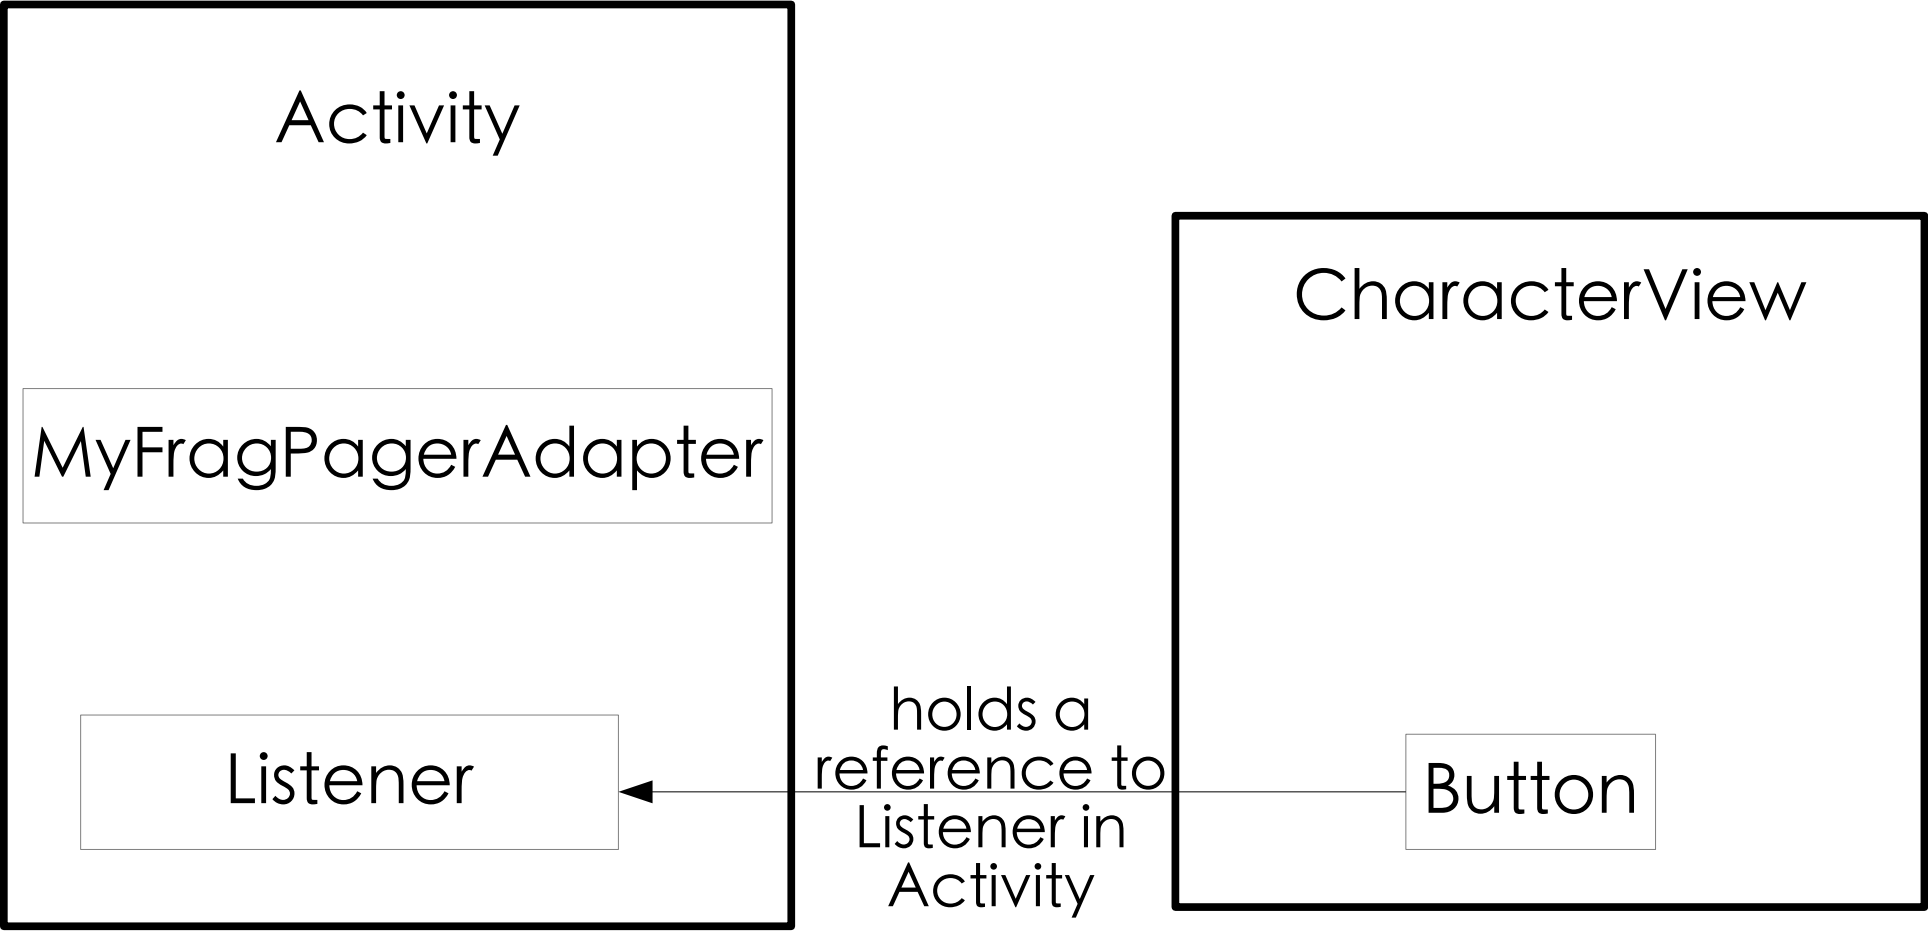 Activity
MyFragPagerAdapter
Listener
holds a
reference to
Listener in
Activity
CharacterView
Button